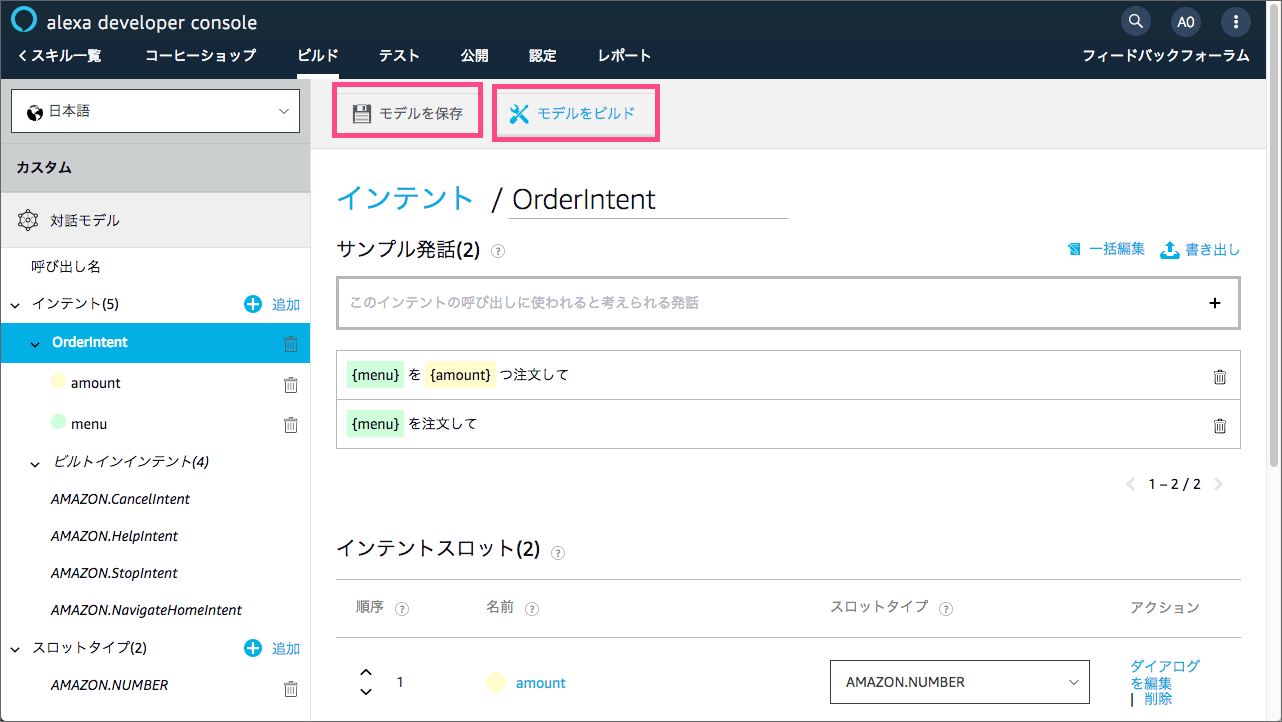 alexa developer console
AO
スキル一覧 コーヒーショップ ビルド テスト 公開 認定 レポート フィードバックフォーラム
日本語
モデルを保存 モデルをビルド
カスタム
対話モデル
呼び出し名
インテント(5) 追加
OrderIntent
amount
menu
ビルトインインテント(4)
AMAZON.CancelIntent
AMAZON.HelpIntent
AMAZON.StopIntent
AMAZON.NavigateHomeIntent
スロットタイプ(2) 追加
AMAZON.NUMBER
インテント / OrderIntent
サンプル発話(2) ? 一括編集 書き出し
このインテントの呼び出しに使われると考えられる発話 +
{menu} を {amount} つ注文して
{menu} を注文して
1 – 2 / 2
インテントスロット(2) ?
順序 ? 名前 ? スロットタイプ ? アクション
1 amount AMAZON.NUMBER ダイアログ
を編集
| 削除